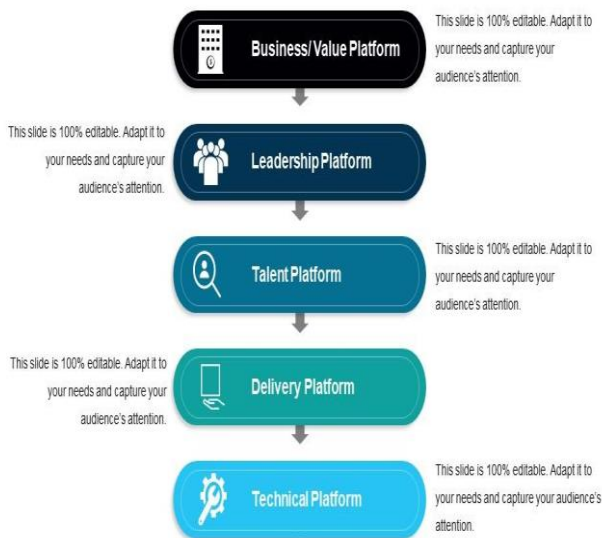 Business/ Value Platform
This slide is 100% editable. Adapt it to
your needs and capture your
audience's attention.
This slide is 100% editable. Adapt it to
your needs and capture your
audience's attention.
Leadership Platform
Talent Platform
This slide is 100% editable. Adapt it to
your needs and capture your
audience's attention.
This slide is 100% editable. Adapt it to
your needs and capture your
audience's attention.
Delivery Platform
Technical Platform
This slide is 100% editable. Adapt it to
your needs and capture your audience's
attention.